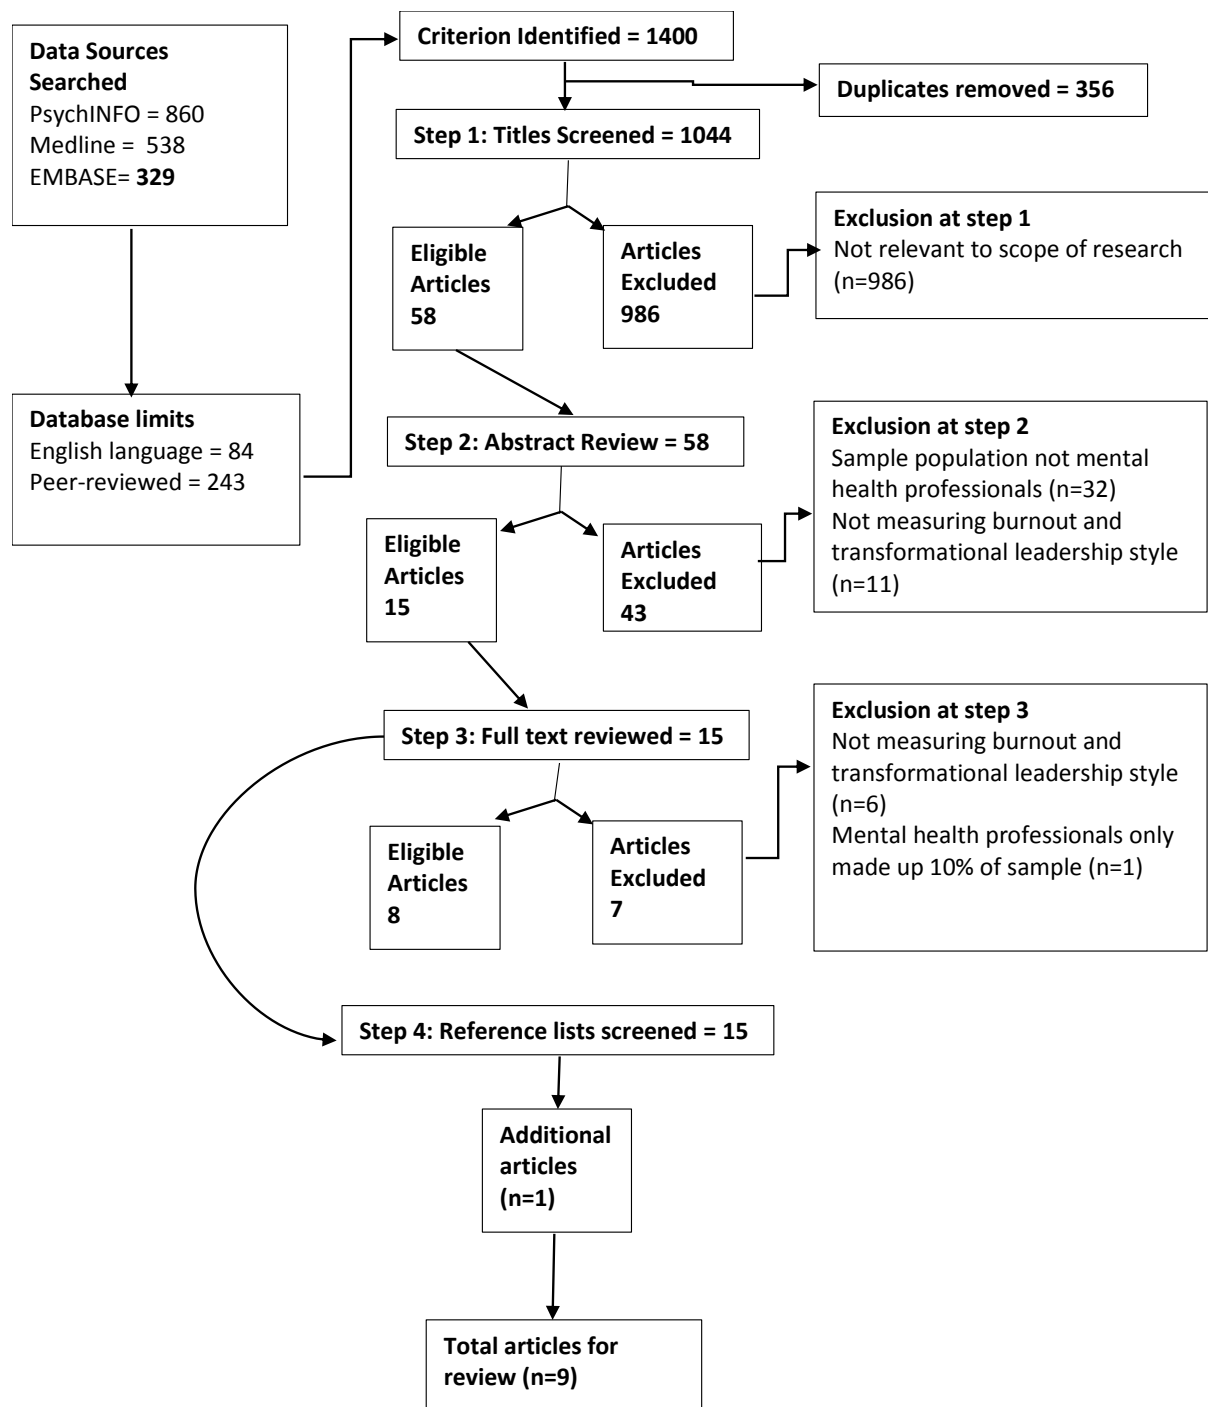 Data Sources
Searched
PsychINFO = 860
Medline = 538
EMBASE= 329
Database limits
English language = 84
Peer-reviewed = 243
Criterion Identified = 1400
Duplicates removed = 356
Step 1: Titles Screened = 1044
Eligible
Articles
58
Articles
Excluded
986
Exclusion at step 1
Not relevant to scope of research
(n=986)
Step 2: Abstract Review = 58
Eligible
Articles
15
Articles
Excluded
43
Exclusion at step 2
Sample population not mental
health professionals (n=32)
Not measuring burnout and
transformational leadership style
(n=11)
Step 3: Full text reviewed = 15
Eligible
Articles
8
Articles
Excluded
7
Exclusion at step 3
Not measuring burnout and
transformational leadership style
(n=6)
Mental health professionals only
made up 10% of sample (n=1)
Step 4: Reference lists screened = 15
Additional
articles
(n=1)
Total articles for
review (n=9)